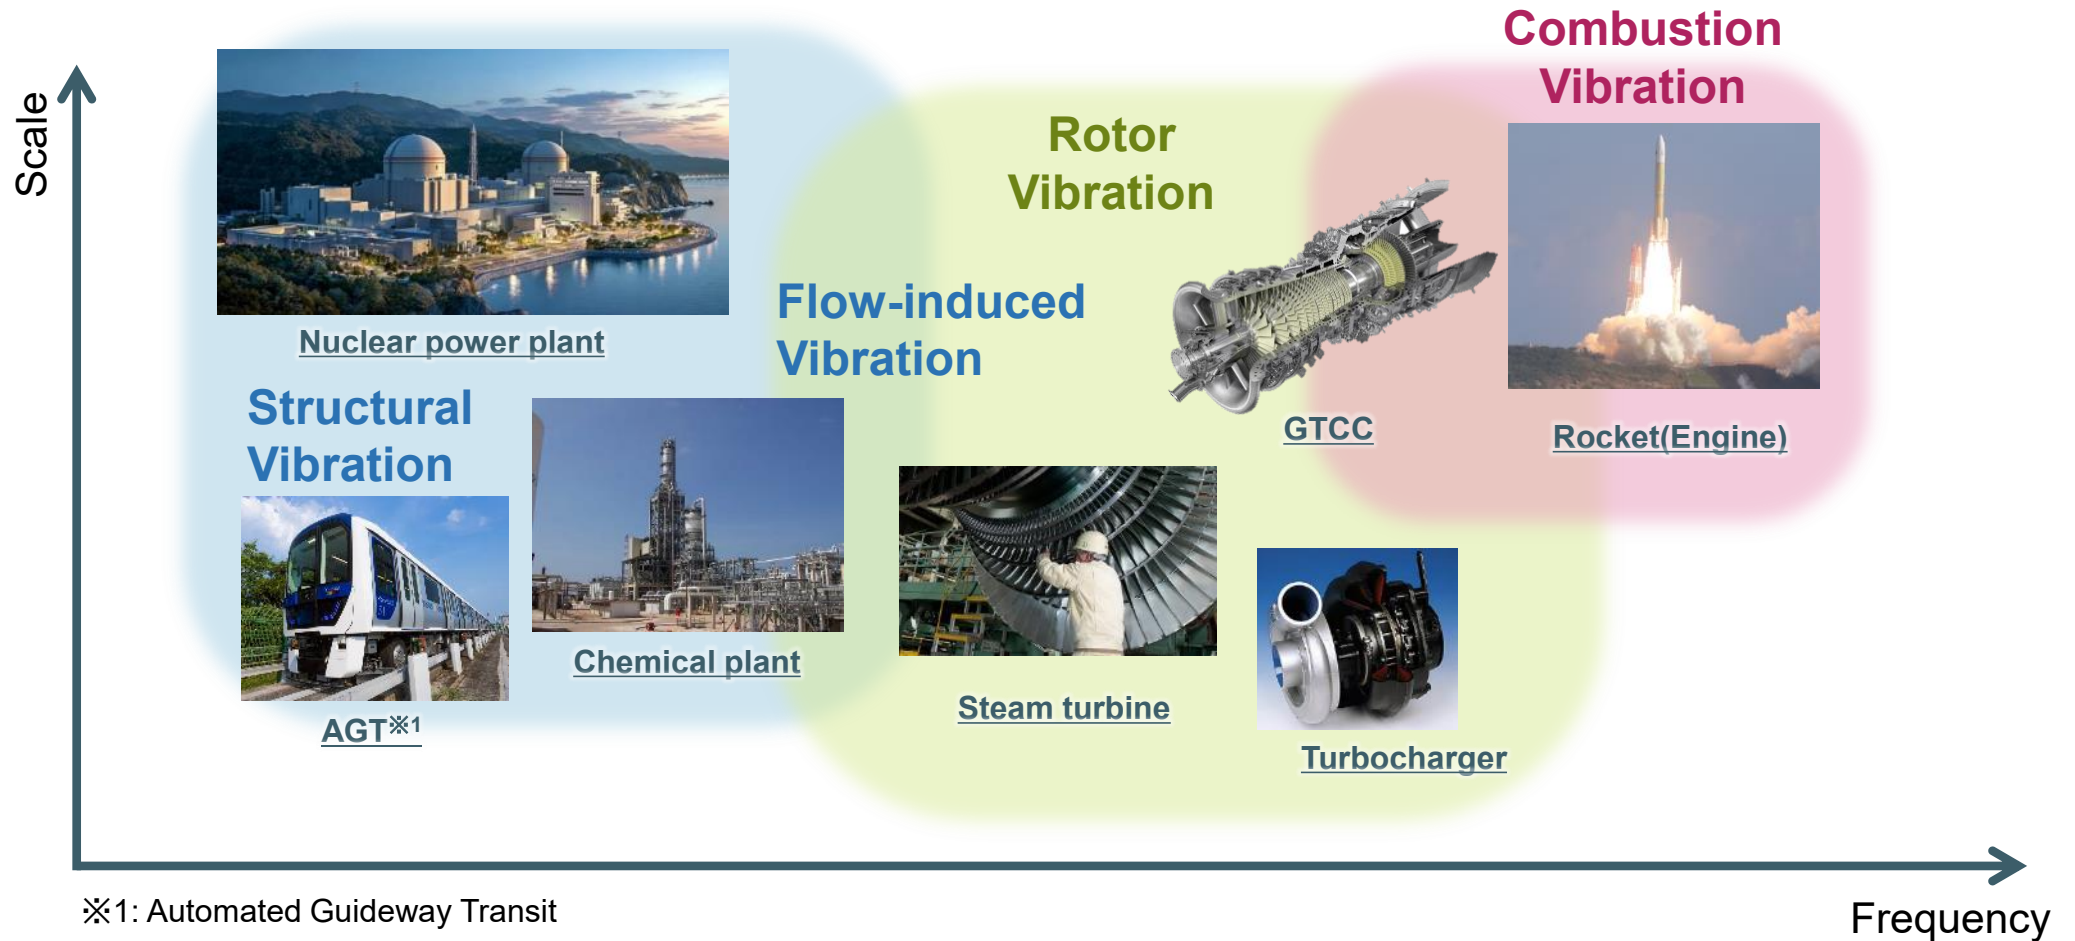 Combustion
Vibration
Scale
Rotor
Vibration
Flow-induced
Vibration
Nuclear power plant
Structural
Vibration
GTCC
Rocket(Engine)
Chemical plant
Steam turbine
AGT※1
Turbocharger
※1: Automated Guideway Transit
Frequency